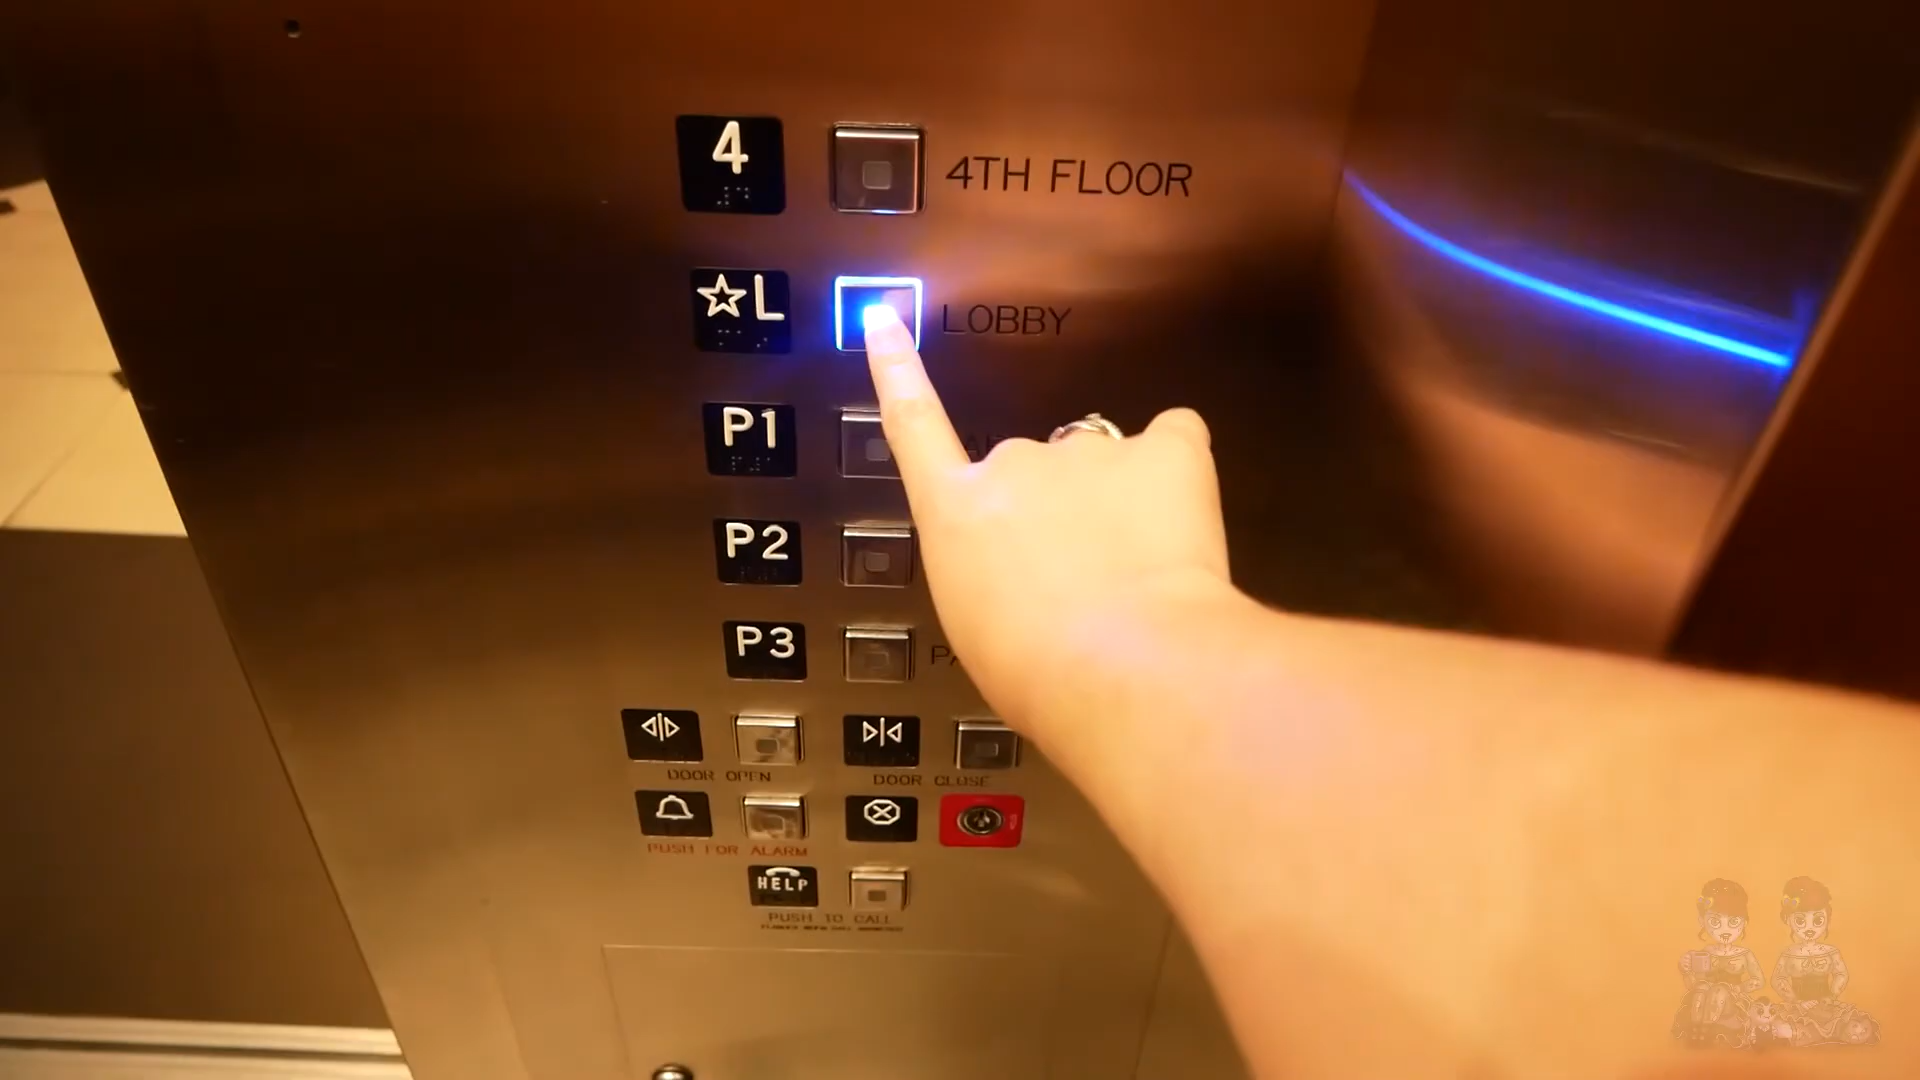 4 4TH FLOOR
☆L LOBBY
P1
P2
P3
DOOR OPEN DOOR CLOSE
PUSH FOR ALARM
HELP
PUSH TO CALL